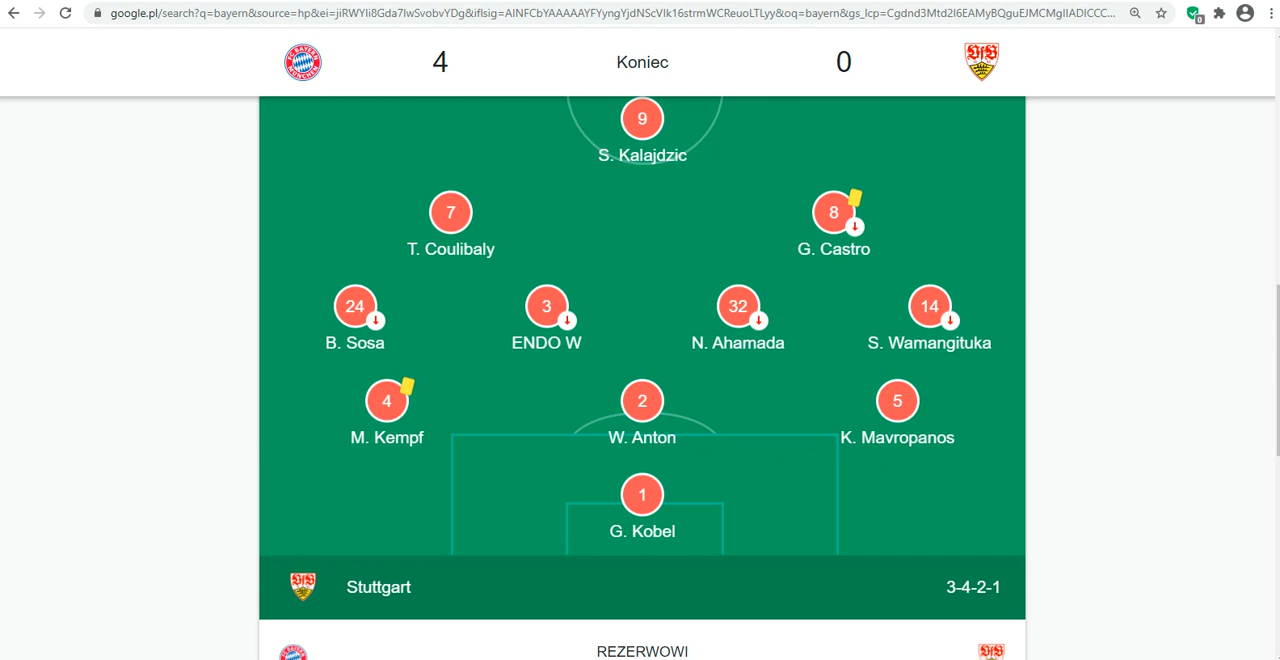 google.pl/search?q=bayern&source=hp&ei=jiRWYIi8Gda7lwSvobvYDg&iflsig=AINFCbYAAAAAYFYyngYjdNScVIk16strmWCReuoLTLyy&oq=bayern&gs_lcp=Cgdnd3Mtd2l6EAMyBQguEJMCMgIIADICCC...
0
4 Koniec 0
9
S. Kalajdzic
7 8
T. Coulibaly G. Castro
24 3 32 14
B. Sosa ENDO W N. Ahamada S. Wamangituka
4 2 5
M. Kempf W. Anton K. Mavropanos
1
G. Kobel
Stuttgart 3-4-2-1
REZERWOWI